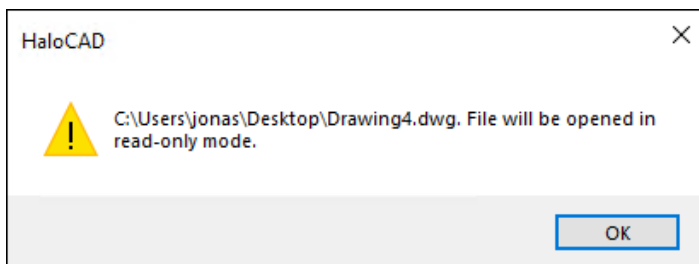 HaloCAD
C:\Users\jonas\Desktop\Drawing4.dwg. File will be opened in
read-only mode.
OK